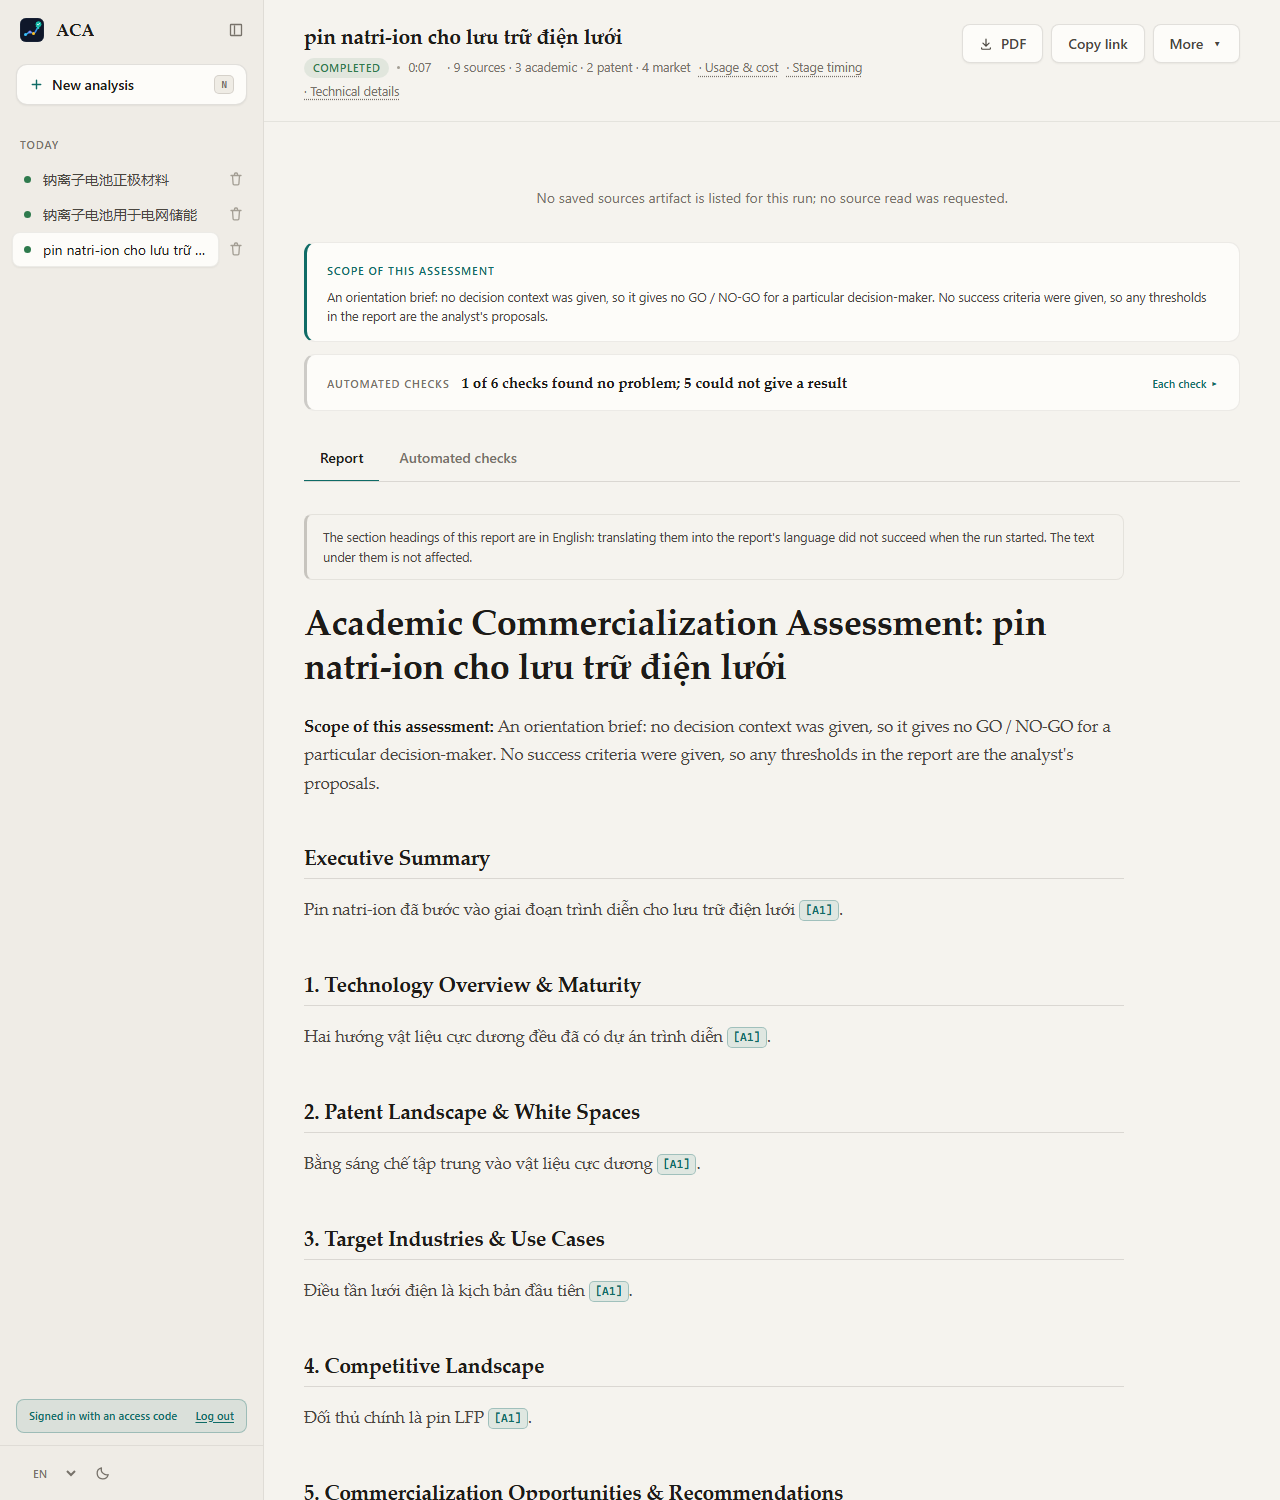 ACA
New analysis N
TODAY
钠离子电池正极材料
钠离子电池用于电网储能
pin natri-ion cho lưu trữ ...
Signed in with an access code Log out
EN
pin natri-ion cho lưu trữ điện lưới
COMPLETED • 0:07 · 9 sources · 3 academic · 2 patent · 4 market · Usage & cost · Stage timing
· Technical details
PDF
Copy link
More ▼
No saved sources artifact is listed for this run; no source read was requested.
SCOPE OF THIS ASSESSMENT
An orientation brief: no decision context was given, so it gives no GO / NO-GO for a particular decision-maker. No success criteria were given, so any thresholds
in the report are the analyst's proposals.
AUTOMATED CHECKS 1 of 6 checks found no problem; 5 could not give a result Each check ▸
Report Automated checks
The section headings of this report are in English: translating them into the report's language did not succeed when the run started. The text
under them is not affected.
Academic Commercialization Assessment: pin
natri-ion cho lưu trữ điện lưới
Scope of this assessment: An orientation brief: no decision context was given, so it gives no GO / NO-GO for a
particular decision-maker. No success criteria were given, so any thresholds in the report are the analyst's
proposals.
Executive Summary
Pin natri-ion đã bước vào giai đoạn trình diễn cho lưu trữ điện lưới [A1].
1. Technology Overview & Maturity
Hai hướng vật liệu cực dương đều đã có dự án trình diễn [A1].
2. Patent Landscape & White Spaces
Bằng sáng chế tập trung vào vật liệu cực dương [A1].
3. Target Industries & Use Cases
Điều tần lưới điện là kịch bản đầu tiên [A1].
4. Competitive Landscape
Đối thủ chính là pin LFP [A1].
5. Commercialization Opportunities & Recommendations